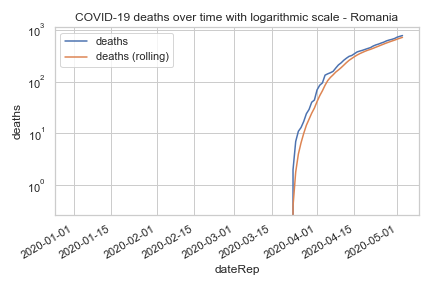 COVID-19 deaths over time with logarithmic scale - Romania
deaths
deaths (rolling)
10³
10²
10¹
10⁰
deaths
2020-01-01
2020-01-15
2020-02-01
2020-02-15
2020-03-01
2020-03-15
2020-04-01
2020-04-15
2020-05-01
dateRep